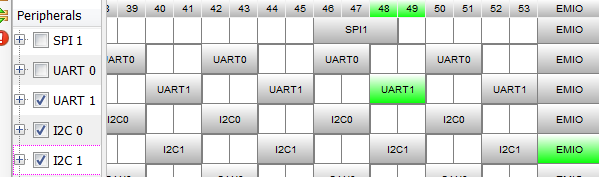 Peripherals 38 39 40 41 42 43 44 45 46 47 48 49 50 51 52 53 EMIO
SPI 1 SPI1 EMIO
UART 0 UART0 UART0 UART0 UART0 EMIO
UART 1 UART1 UART1 UART1 UART1 EMIO
I2C 0 I2C0 I2C0 I2C0 EMIO
I2C 1 I2C1 I2C1 I2C1 I2C1 EMIO